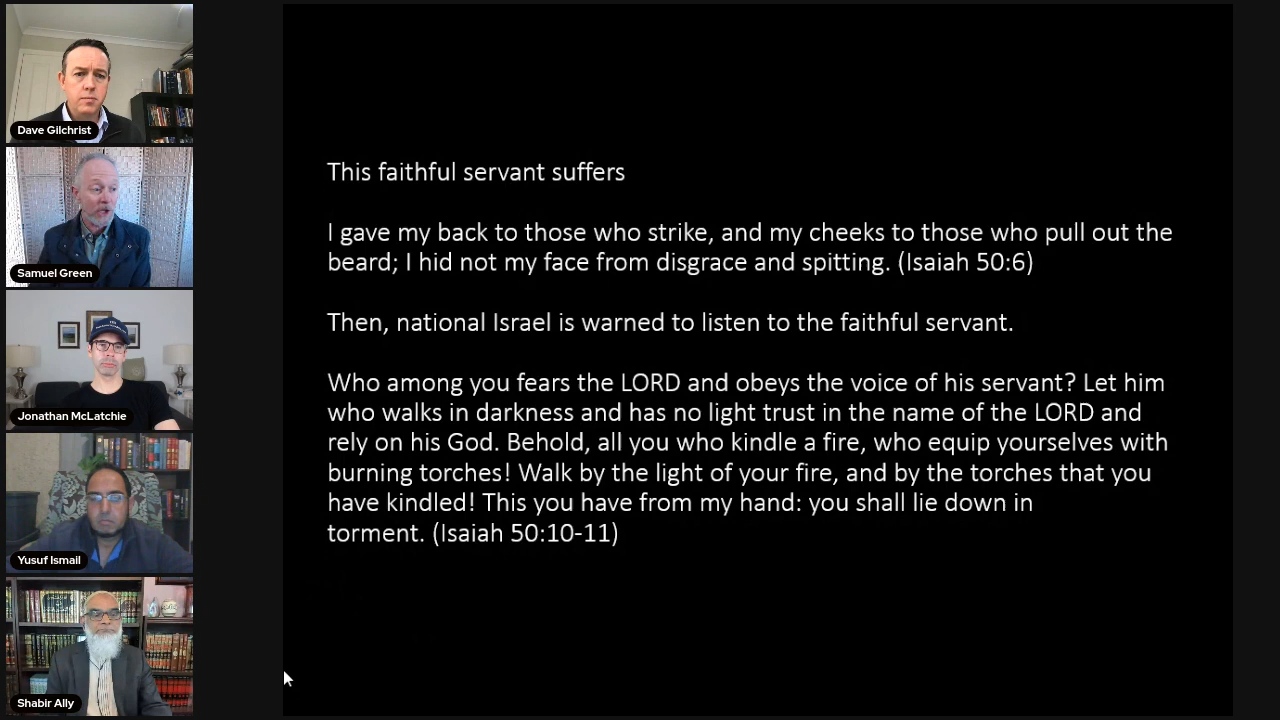 Dave Gilchrist
Samuel Green
Jonathan McLatchie
Yusuf Ismail
Shabir Ally
This faithful servant suffers
I gave my back to those who strike, and my cheeks to those who pull out the
beard; I hid not my face from disgrace and spitting. (Isaiah 50:6)
Then, national Israel is warned to listen to the faithful servant.
Who among you fears the LORD and obeys the voice of his servant? Let him
who walks in darkness and has no light trust in the name of the LORD and
rely on his God. Behold, all you who kindle a fire, who equip yourselves with
burning torches! Walk by the light of your fire, and by the torches that you
have kindled! This you have from my hand: you shall lie down in
torment. (Isaiah 50:10-11)